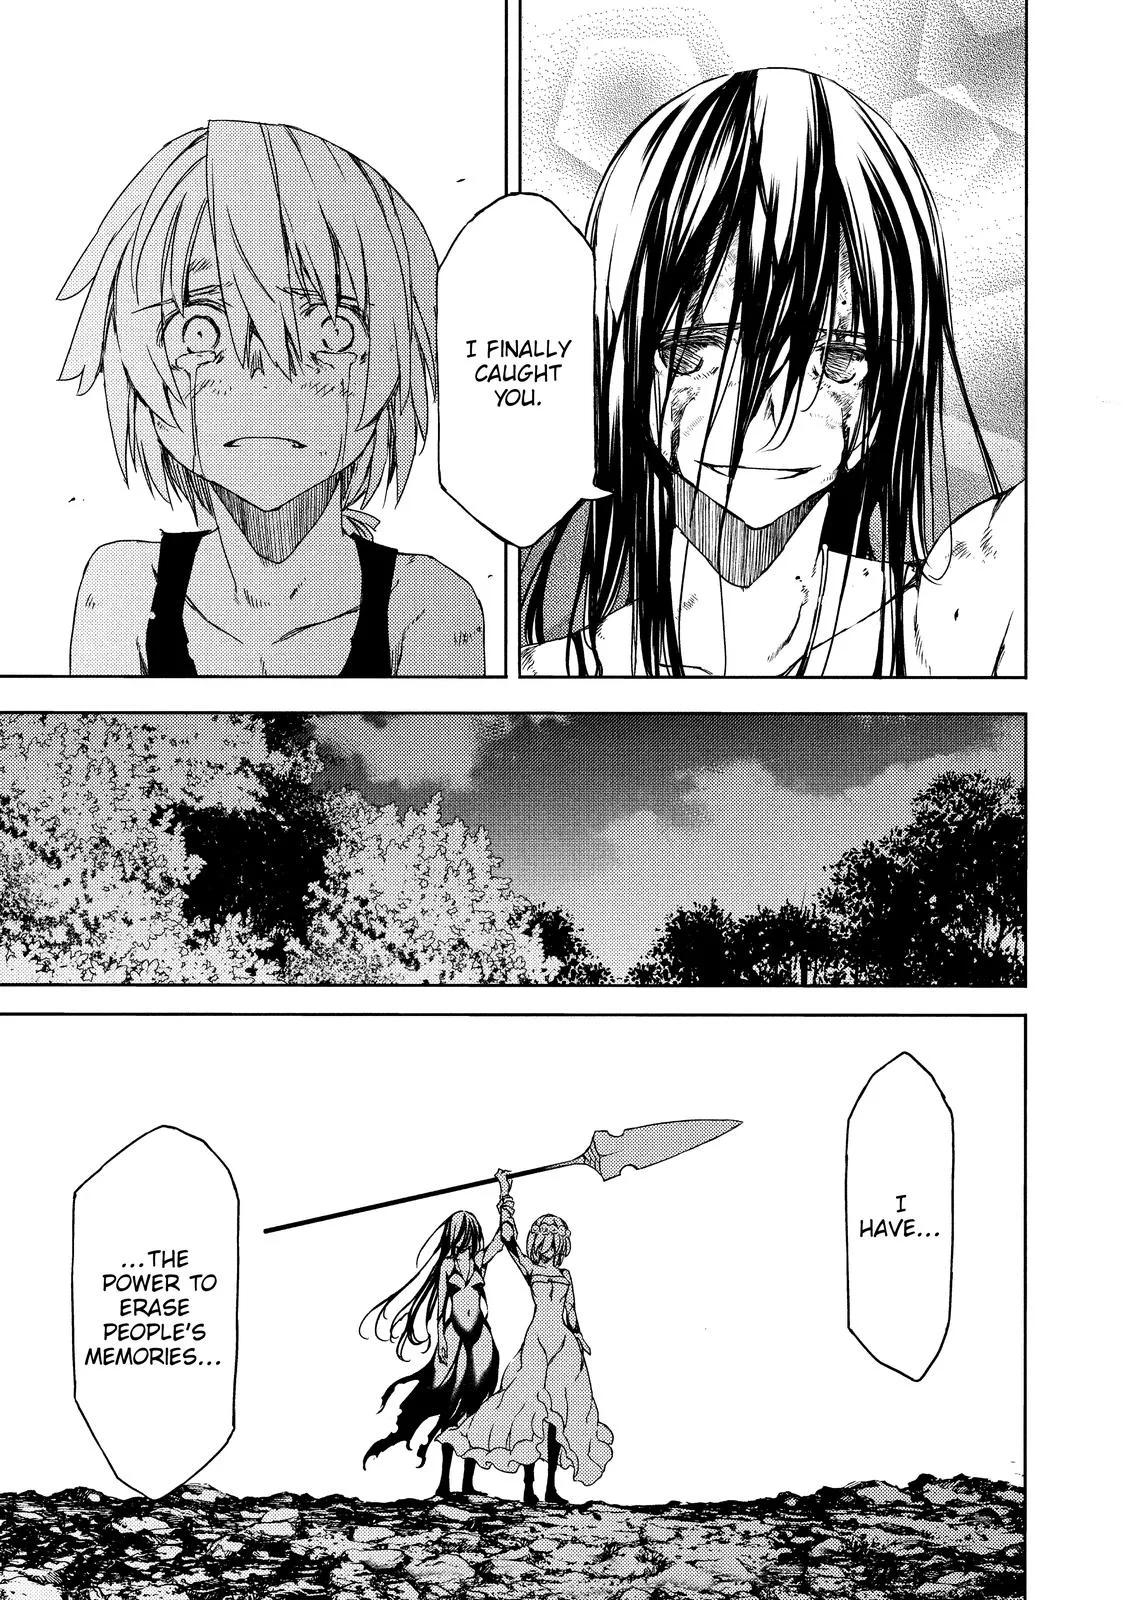 I FINALLY
CAUGHT
YOU.
I
HAVE...
...THE
POWER TO
ERASE
PEOPLE'S
MEMORIES...